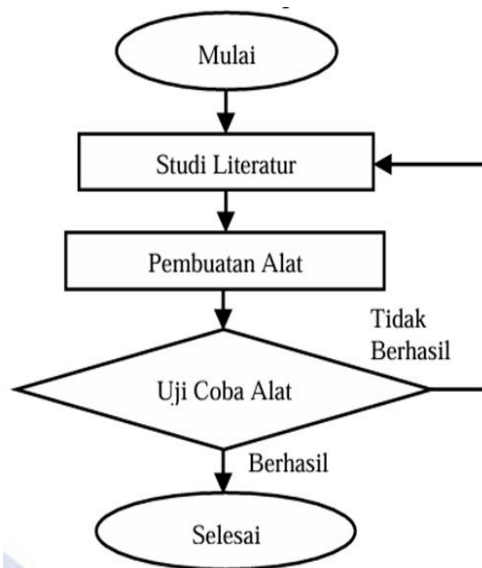 Mulai
Studi Literatur
Pembuatan Alat
Tidak
Berhasil
Uji Coba Alat
Berhasil
Selesai